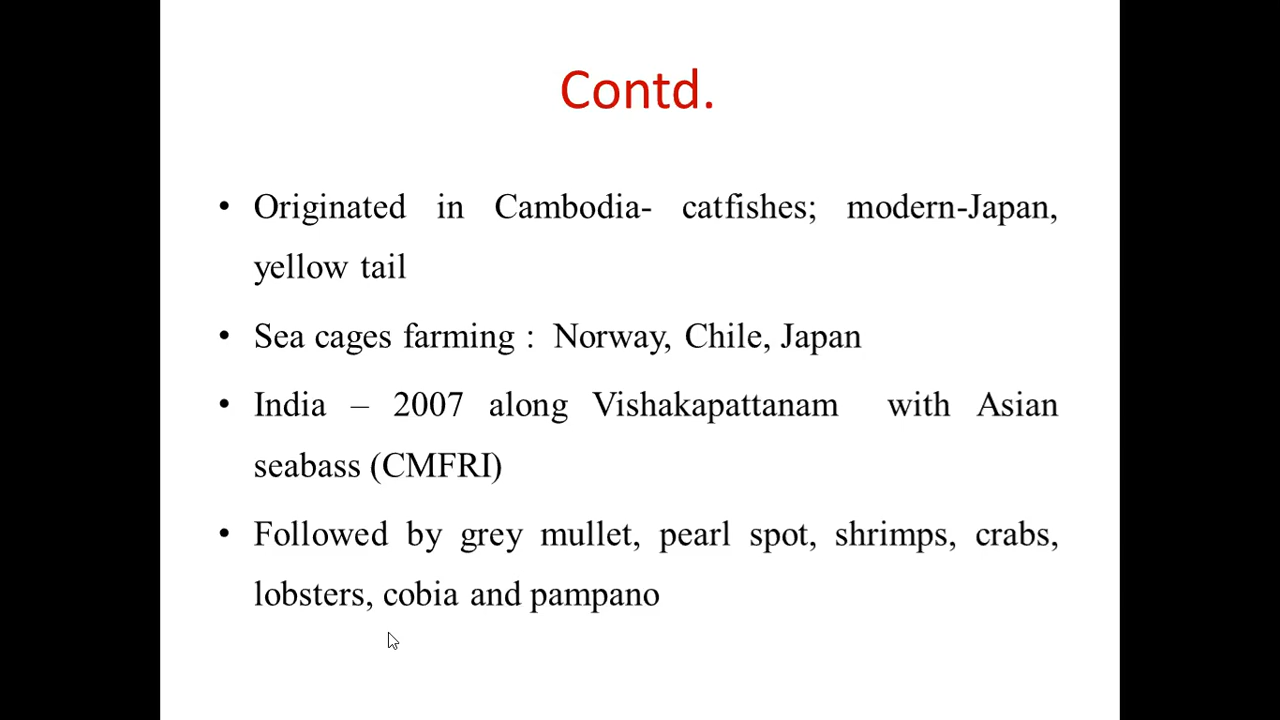 Contd.
• Originated in Cambodia- catfishes; modern-Japan,
yellow tail
• Sea cages farming : Norway, Chile, Japan
• India – 2007 along Vishakapattanam with Asian
seabass (CMFRI)
• Followed by grey mullet, pearl spot, shrimps, crabs,
lobsters, cobia and pampano